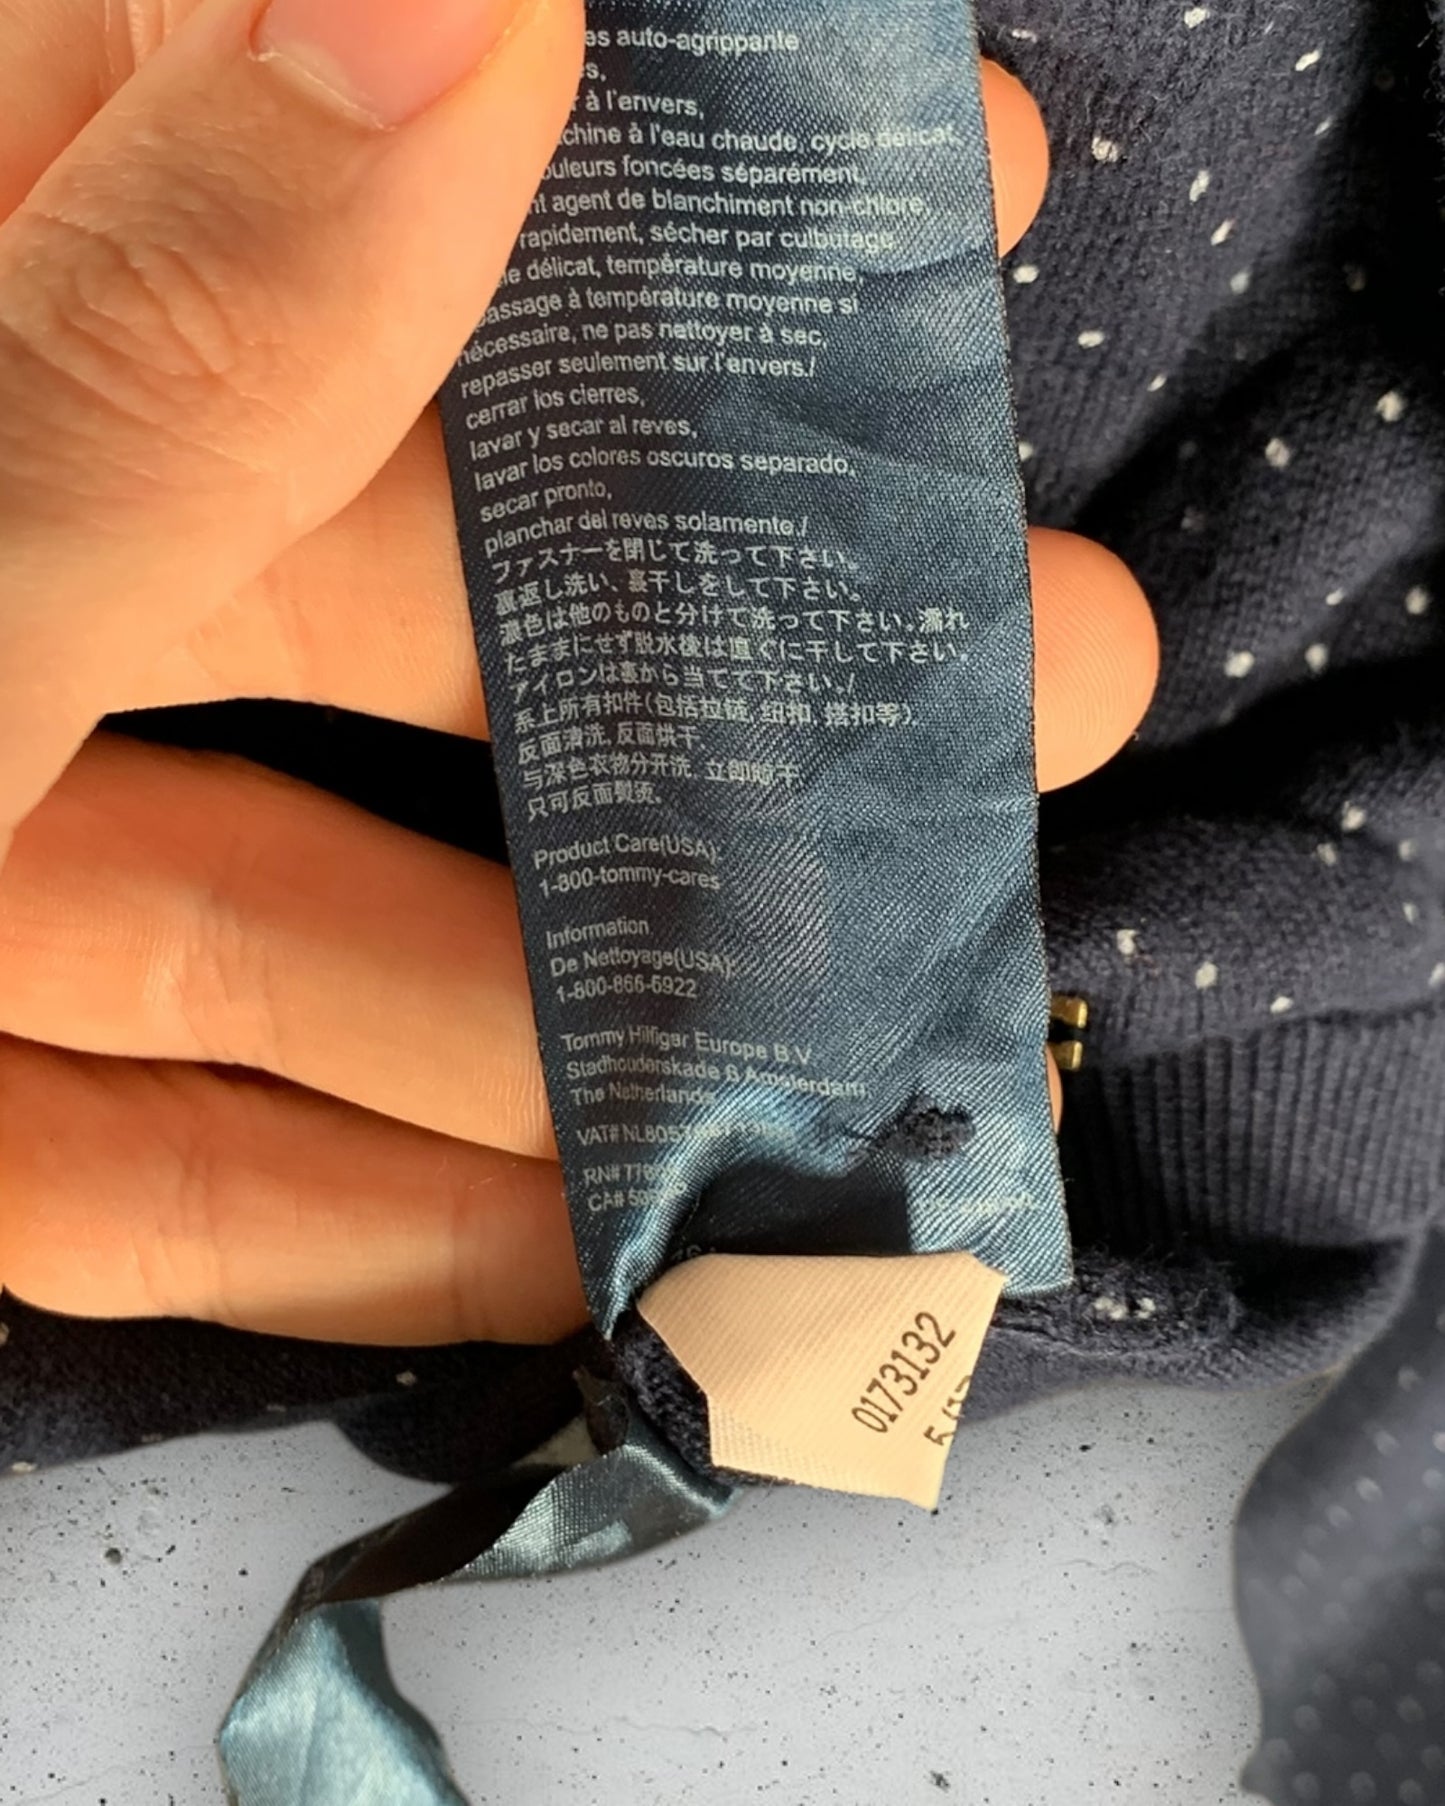 es auto-agrippante
s,
à l'envers,
chine à l'eau chaude, cycle délicat,
ouleurs foncées séparément,
nt agent de blanchiment non-chlore,
rapidement, sécher par culbutage
le délicat, température moyenne,
passage à température moyenne si
nécessaire, ne pas nettoyer à sec,
repasser seulement sur l'envers./
cerrar los cierres,
lavar y secar al reves,
lavar los colores oscuros separado,
secar pronto,
planchar del reves solamente./
ファスナーを閉じて洗って下さい。
裏返し洗い、裏干しをして下さい。
濃色は他のものと分けて洗って下さい。濡れ
たままにせず脱水後は直ぐに干して下さい。
アイロンは裏から当てて下さい。/
系上所有扣件(包括拉链,纽扣,搭扣等).
反面清洗,反面烘干.
与深色衣物分开洗.立即晾干
只可反面熨烫.
Product Care(USA):
1-800-tommy-cares
Information
De Nettoyage(USA):
1-800-866-6922
Tommy Hilfiger Europe B.V.
Stadhouderskade 6 Amsterdam,
The Netherlands
VAT# NL8053
RN#
CA#
0173132